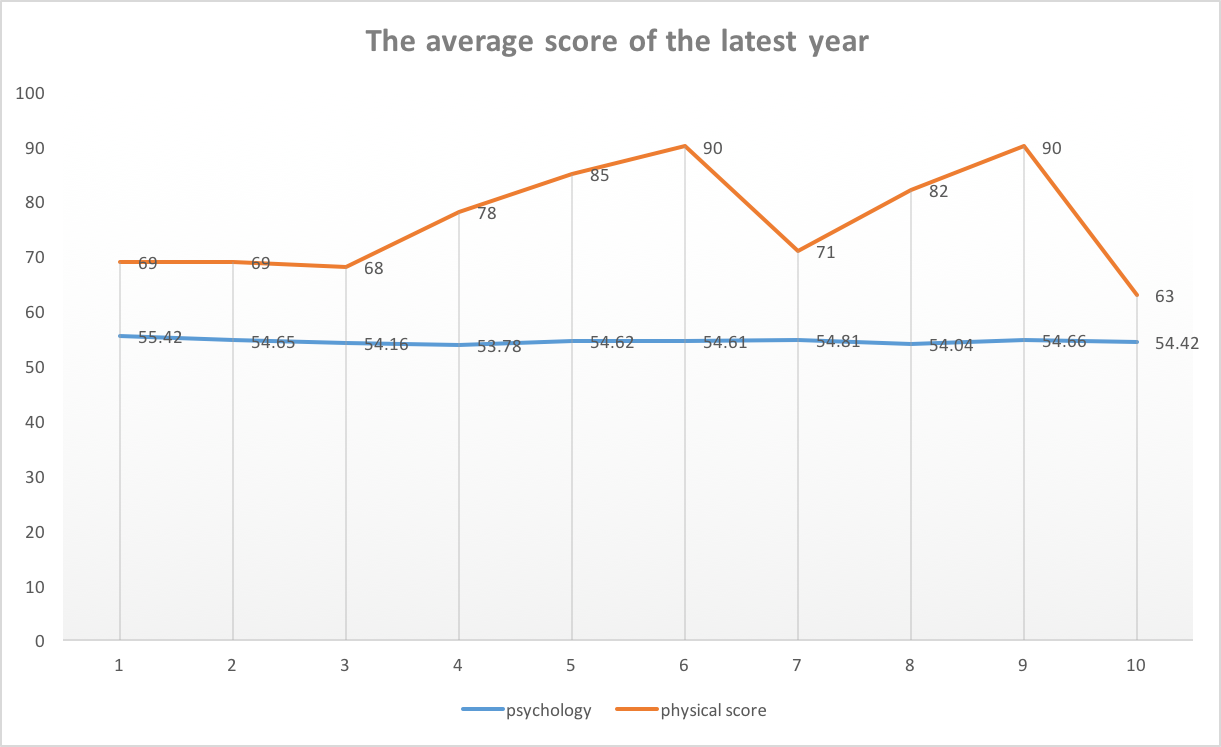 The average score of the latest year
100
90
80
70
60
50
40
30
20
10
0
69 69 68 78 85 90 71 82 90 63
55.42 54.65 54.16 53.78 54.62 54.61 54.81 54.04 54.66 54.42
1 2 3 4 5 6 7 8 9 10
psychology physical score